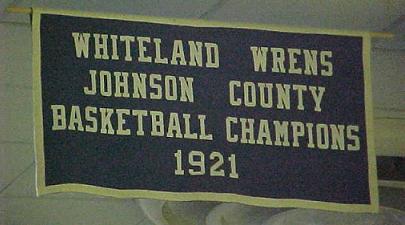 WHITELAND WRENS
JOHNSON COUNTY
BASKETBALL CHAMPIONS
1921